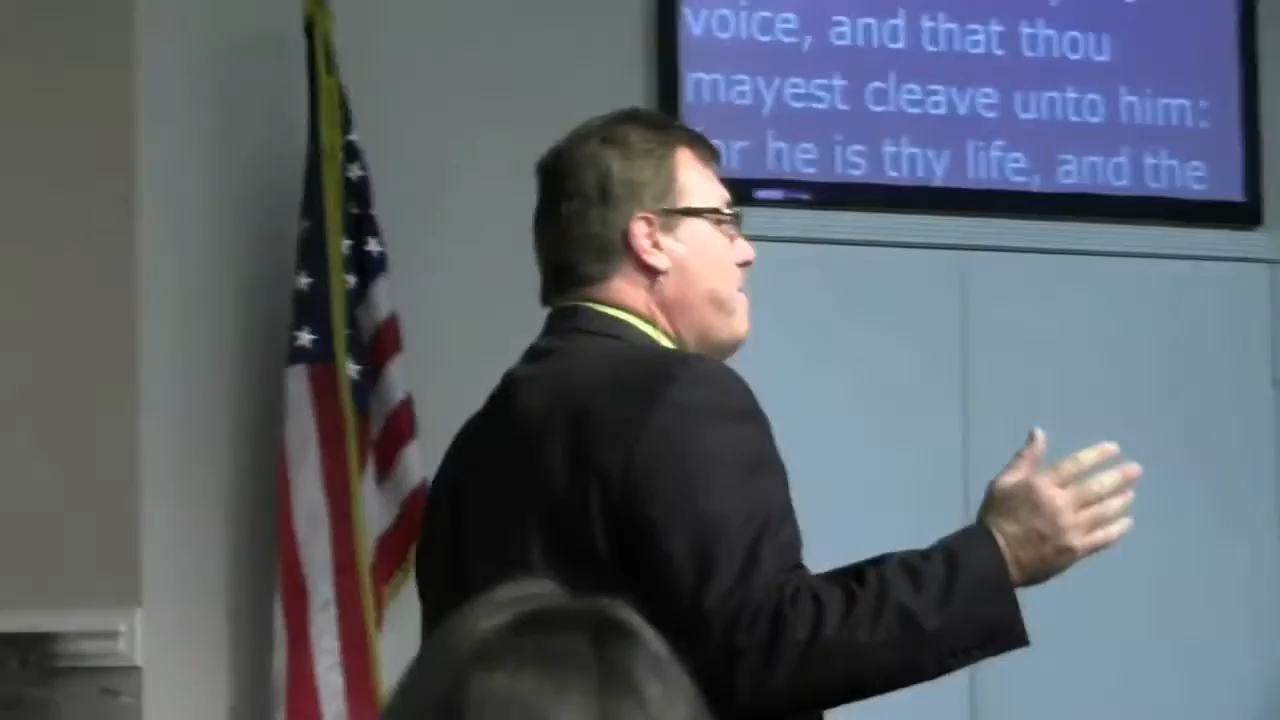 voice, and that thou
mayest cleave unto him:
he is thy life, and the